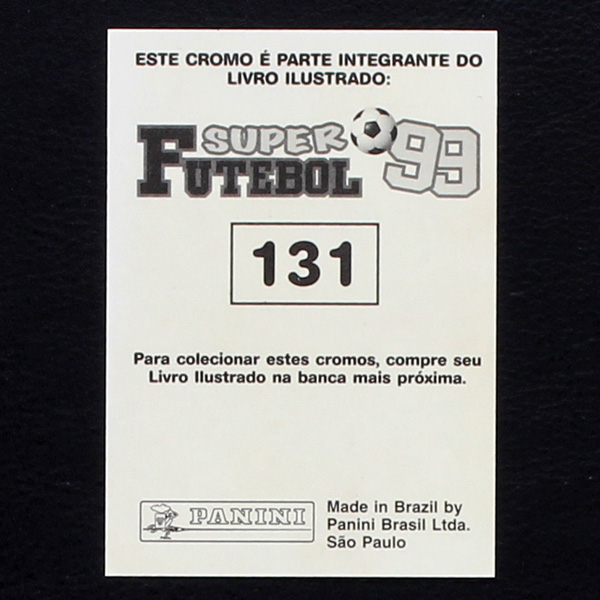 ESTE CROMO É PARTE INTEGRANTE DO
LIVRO ILUSTRADO:
SUPER
FUTEBOL 99
131
Para colecionar estes cromos, compre seu
Livro Ilustrado na banca mais próxima.
PANINI
Made in Brazil by
Panini Brasil Ltda.
São Paulo